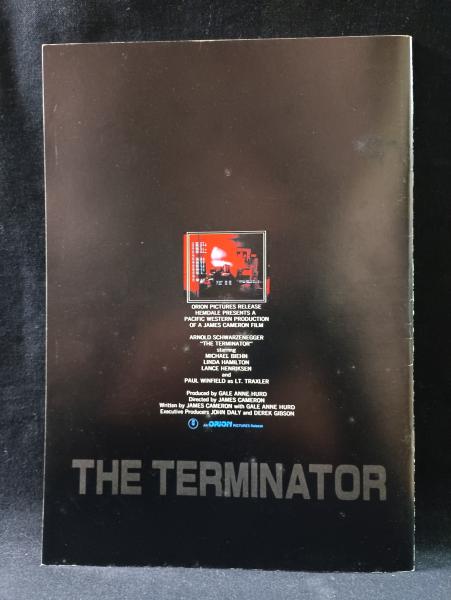 ORION PICTURES RELEASE
HEMDALE PRESENTS A
PACIFIC WESTERN PRODUCTION
OF A JAMES CAMERON FILM
ARNOLD SCHWARZENEGGER
"THE TERMINATOR"
starring
MICHAEL BIEHN
LINDA HAMILTON
LANCE HENRIKSEN
and
PAUL WINFIELD as LT. TRAXLER
Produced by GALE ANNE HURD
Directed by JAMES CAMERON
Written by JAMES CAMERON with GALE ANNE HURD
Executive Producers JOHN DALY and DEREK GIBSON
AN ORION PICTURES Release
THE TERMINATOR